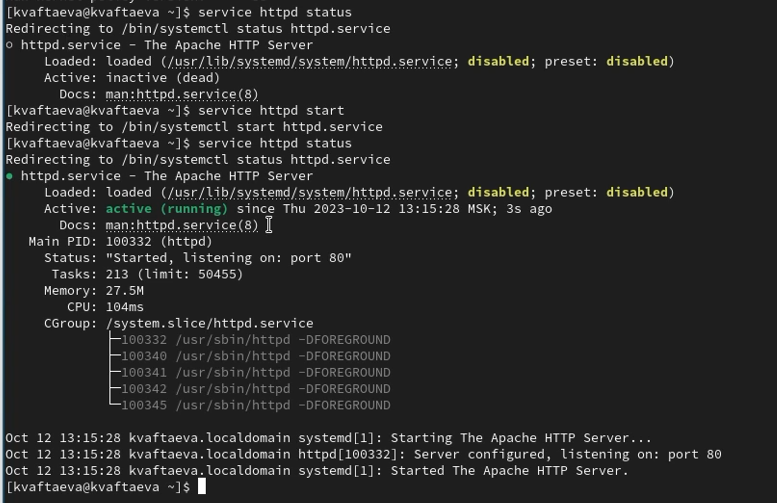 [kvaftaeva@kvaftaeva ~]$ service httpd status
Redirecting to /bin/systemctl status httpd.service
○ httpd.service - The Apache HTTP Server
     Loaded: loaded (/usr/lib/systemd/system/httpd.service; disabled; preset: disabled)
     Active: inactive (dead)
       Docs: man:httpd.service(8)
[kvaftaeva@kvaftaeva ~]$ service httpd start
Redirecting to /bin/systemctl start httpd.service
[kvaftaeva@kvaftaeva ~]$ service httpd status
Redirecting to /bin/systemctl status httpd.service
● httpd.service - The Apache HTTP Server
     Loaded: loaded (/usr/lib/systemd/system/httpd.service; disabled; preset: disabled)
     Active: active (running) since Thu 2023-10-12 13:15:28 MSK; 3s ago
       Docs: man:httpd.service(8)
   Main PID: 100332 (httpd)
     Status: "Started, listening on: port 80"
      Tasks: 213 (limit: 50455)
     Memory: 27.5M
        CPU: 104ms
     CGroup: /system.slice/httpd.service
             ├─100332 /usr/sbin/httpd -DFOREGROUND
             ├─100340 /usr/sbin/httpd -DFOREGROUND
             ├─100341 /usr/sbin/httpd -DFOREGROUND
             ├─100342 /usr/sbin/httpd -DFOREGROUND
             └─100345 /usr/sbin/httpd -DFOREGROUND
Oct 12 13:15:28 kvaftaeva.localdomain systemd[1]: Starting The Apache HTTP Server...
Oct 12 13:15:28 kvaftaeva.localdomain httpd[100332]: Server configured, listening on: port 80
Oct 12 13:15:28 kvaftaeva.localdomain systemd[1]: Started The Apache HTTP Server.
[kvaftaeva@kvaftaeva ~]$